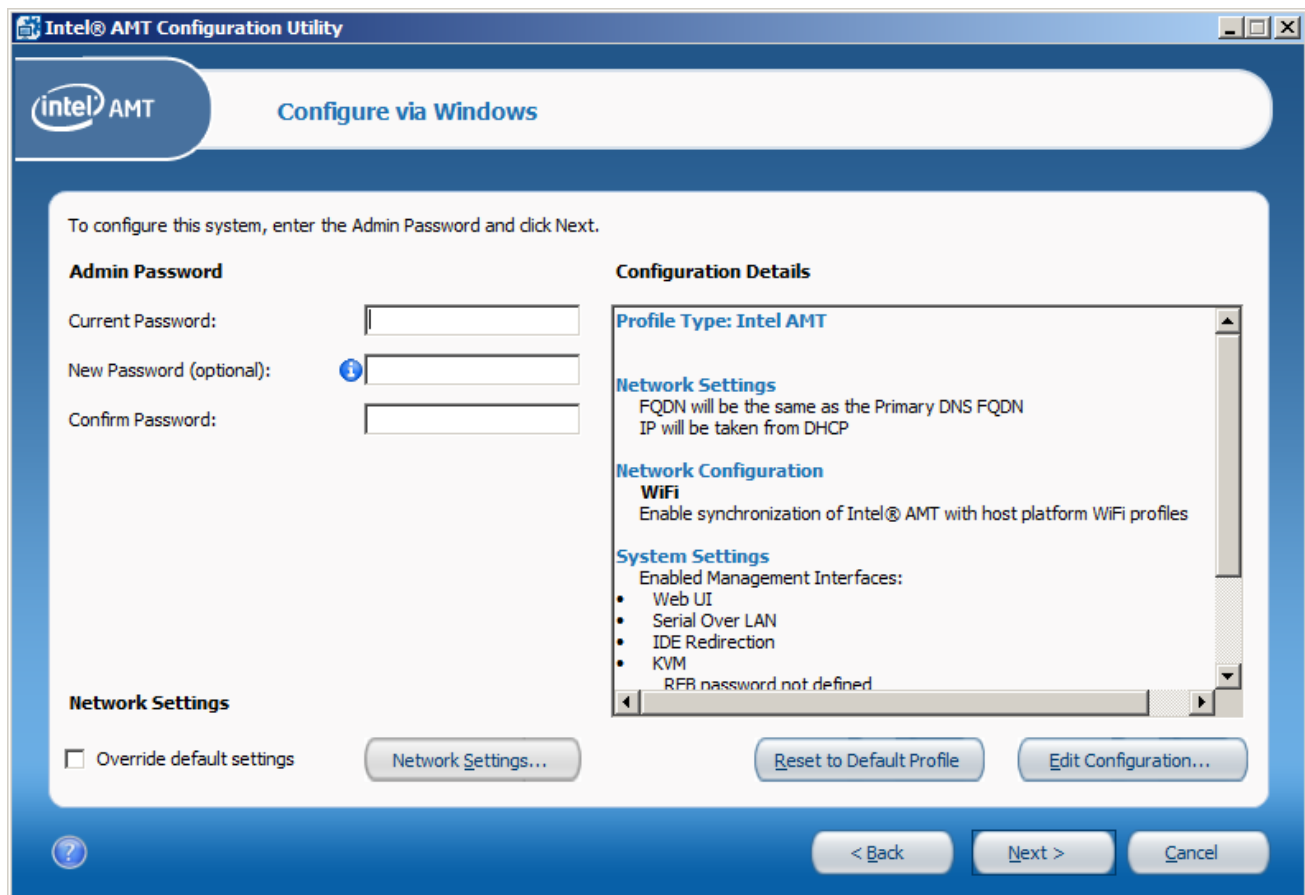 Intel® AMT Configuration Utility
intel AMT
Configure via Windows
To configure this system, enter the Admin Password and click Next.
Admin Password
Current Password:
New Password (optional):
Confirm Password:
Configuration Details
Profile Type: Intel AMT
Network Settings
FQDN will be the same as the Primary DNS FQDN
IP will be taken from DHCP
Network Configuration
WiFi
Enable synchronization of Intel® AMT with host platform WiFi profiles
System Settings
Enabled Management Interfaces:
• Web UI
• Serial Over LAN
• IDE Redirection
• KVM
RFB password not defined
Network Settings
Override default settings
Network Settings...
Reset to Default Profile
Edit Configuration...
?
< Back
Next >
Cancel